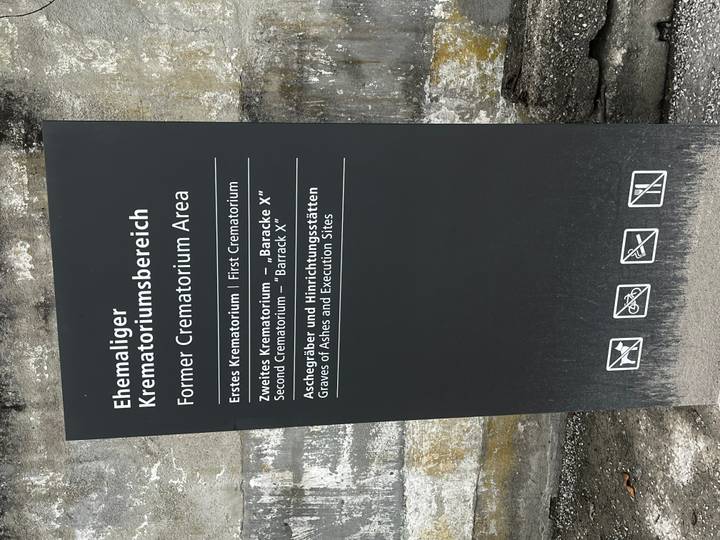 Ehemaliger
Krematoriumsbereich
Former Crematorium Area
Erstes Krematorium | First Crematorium
Zweites Krematorium – „Baracke X“
Second Crematorium – “Barrack X”
Aschegräber und Hinrichtungsstätten
Graves of Ashes and Execution Sites